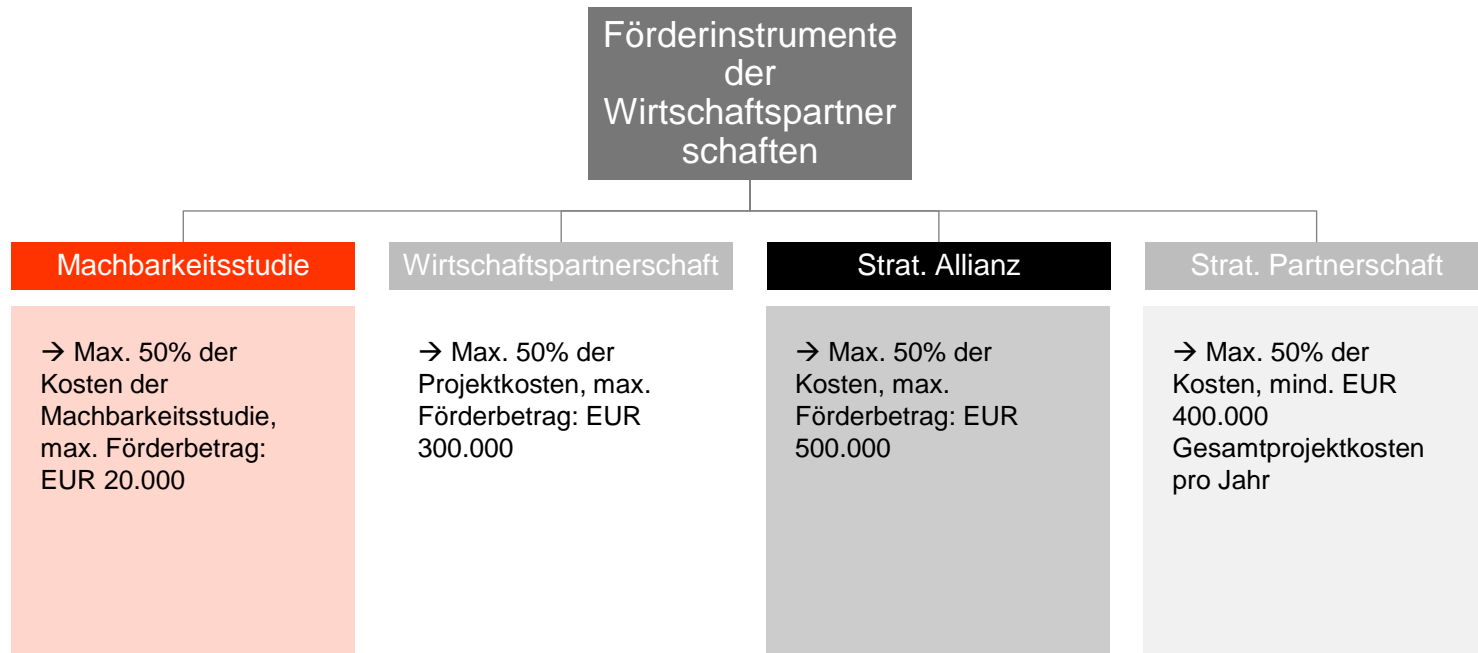 Förderinstrumente
der
Wirtschaftspartner
schaften
Machbarkeitsstudie
Wirtschaftspartnerschaft
Strat. Allianz
Strat. Partnerschaft
→ Max. 50% der
Kosten der
Machbarkeitsstudie,
max. Förderbetrag:
EUR 20.000
→ Max. 50% der
Projektkosten, max.
Förderbetrag: EUR
300.000
→ Max. 50% der
Kosten, max.
Förderbetrag: EUR
500.000
→ Max. 50% der
Kosten, mind. EUR
400.000
Gesamtprojektkosten
pro Jahr